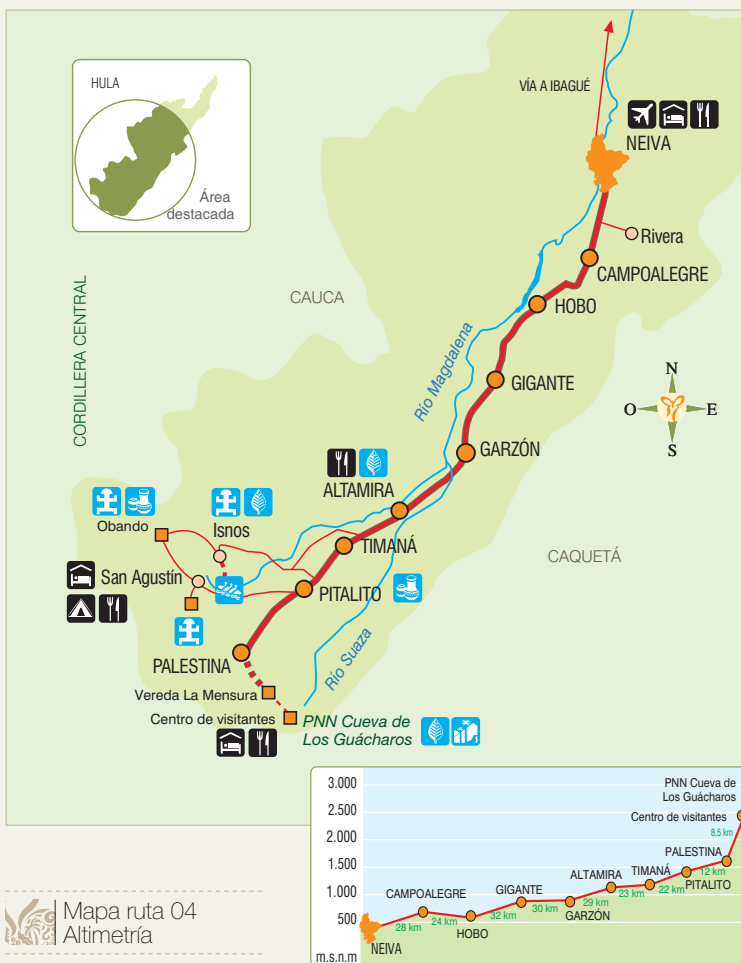 HULA
Área
destacada
VÍA A IBAGUÉ
NEIVA
Rivera
CAMPOALEGRE
CAUCA
HOBO
CORDILLERA CENTRAL
Río Magdalena
GIGANTE
N
O
E
S
GARZÓN
ALTAMIRA
Obando
Isnos
TIMANÁ
CAQUETÁ
San Agustín
PITALITO
PALESTINA
Río Suaza
Vereda La Mensura
Centro de visitantes
PNN Cueva de
Los Guácharos
3.000
2.500
2.000
1.500
1.000
500
m.s.n.m
PNN Cueva de
Los Guácharos
Centro de visitantes
8,5 km
PALESTINA
12 km
PITALITO
TIMANÁ
22 km
ALTAMIRA
23 km
29 km
GARZÓN
GIGANTE
30 km
32 km
HOBO
CAMPOALEGRE
24 km
28 km
NEIVA
Mapa ruta 04
Altimetría